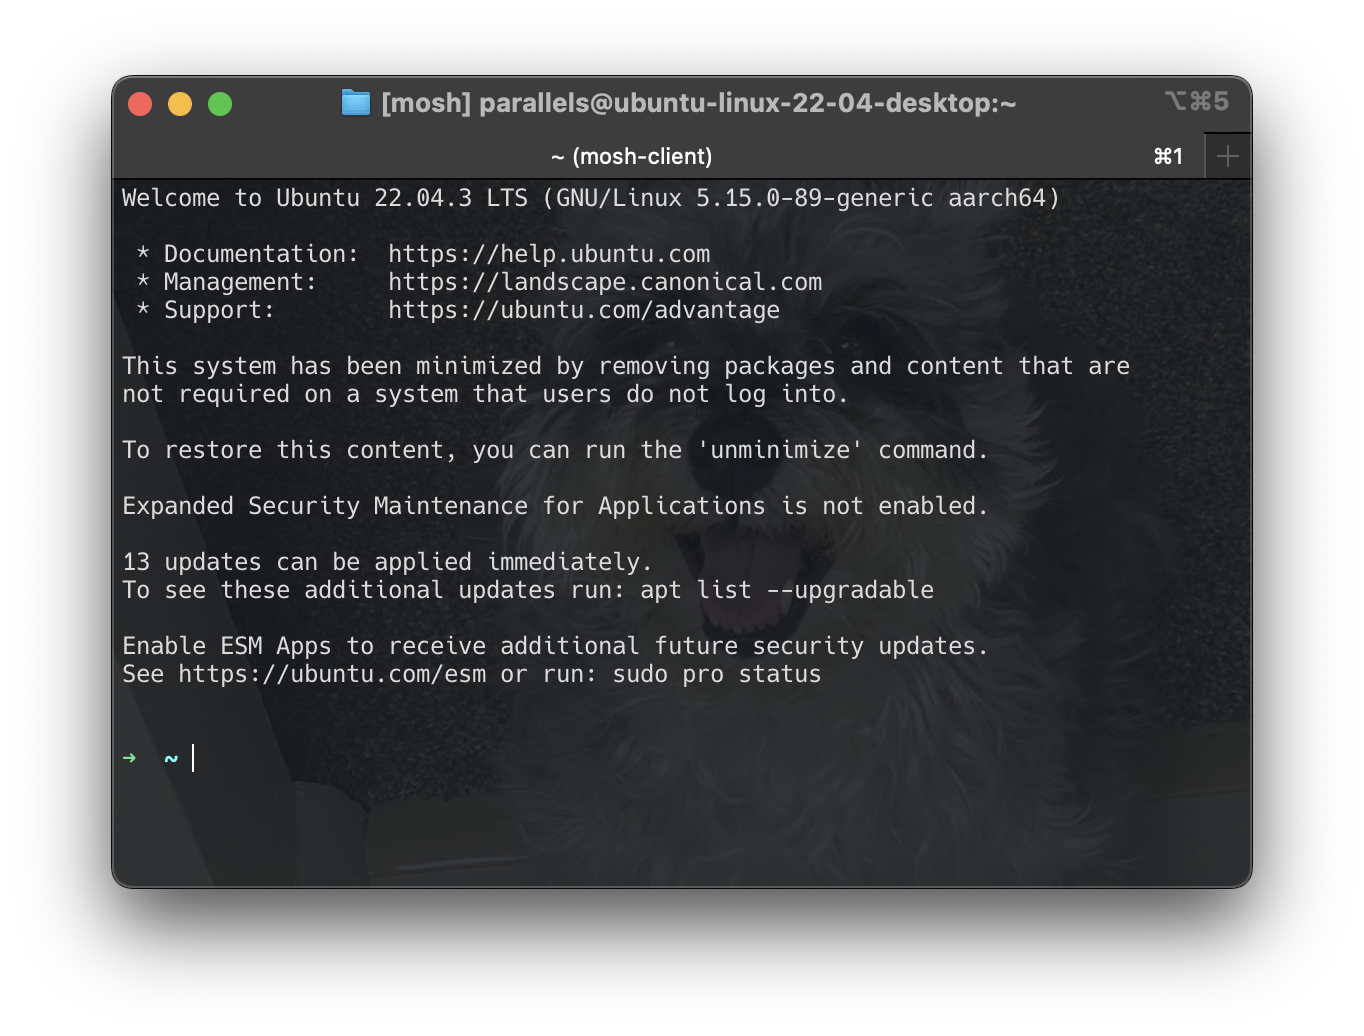 [mosh] parallels@ubuntu-linux-22-04-desktop:~ ⌥⌘5
~ (mosh-client) ⌘1
Welcome to Ubuntu 22.04.3 LTS (GNU/Linux 5.15.0-89-generic aarch64)
* Documentation: https://help.ubuntu.com
* Management: https://landscape.canonical.com
* Support: https://ubuntu.com/advantage
This system has been minimized by removing packages and content that are
not required on a system that users do not log into.
To restore this content, you can run the 'unminimize' command.
Expanded Security Maintenance for Applications is not enabled.
13 updates can be applied immediately.
To see these additional updates run: apt list --upgradable
Enable ESM Apps to receive additional future security updates.
See https://ubuntu.com/esm or run: sudo pro status
→ ~